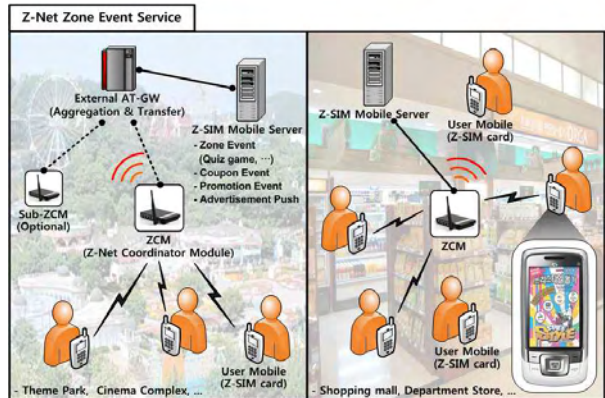 Z-Net Zone Event Service
External AT-GW
(Aggregation & Transfer)
Z-SIM Mobile Server
- Zone Event
(Quiz game, ···)
- Coupon Event
- Promotion Event
• Advertisement Push
Sub-ZCM
(Optional)
ZCM
(Z-Net Coordinator Module)
User Mobile
(Z-SIM card)
- Theme Park, Cinema Complex, ...
Z-SIM Mobile Server
User Mobile
(Z-SIM card)
ZCM
User Mobile
(Z-SIM card)
- Shopping mall, Department Store, ...